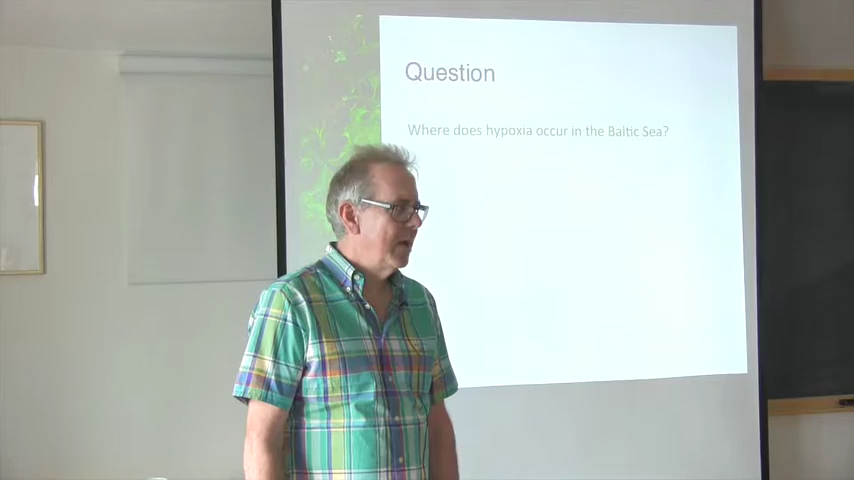 Question
Where does hypoxia occur in the Baltic Sea?